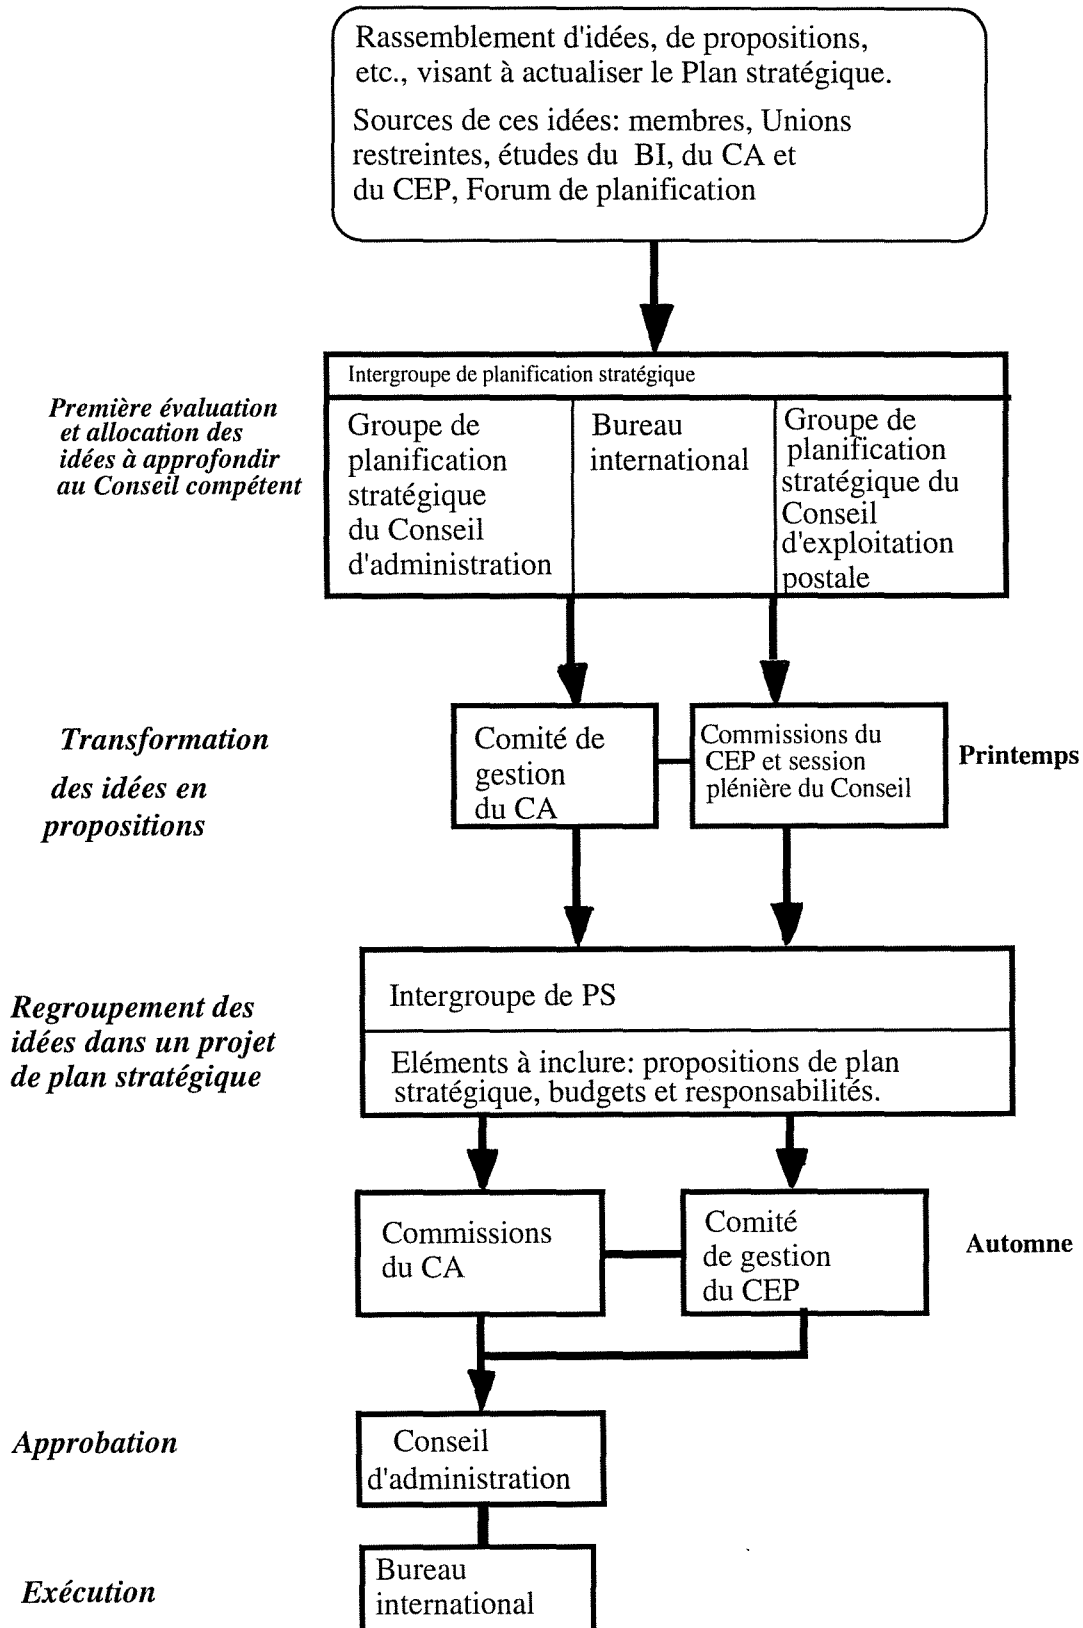 Rassemblement d'idées, de propositions,
etc., visant à actualiser le Plan stratégique.
Sources de ces idées: membres, Unions
restreintes, études du BI, du CA et
du CEP, Forum de planification
Intergroupe de planification stratégique
Première évaluation
et allocation des
idées à approfondir
au Conseil compétent
Groupe de
planification
stratégique
du Conseil
d'administration
Bureau
international
Groupe de
planification
stratégique du
Conseil
d'exploitation
postale
Transformation
des idées en
propositions
Comité de
gestion
du CA
Commissions du
CEP et session
plénière du Conseil
Printemps
Regroupement des
idées dans un projet
de plan stratégique
Intergroupe de PS
Eléments à inclure: propositions de plan
stratégique, budgets et responsabilités.
Commissions
du CA
Comité
de gestion
du CEP
Automne
Approbation
Conseil
d'administration
Exécution
Bureau
international